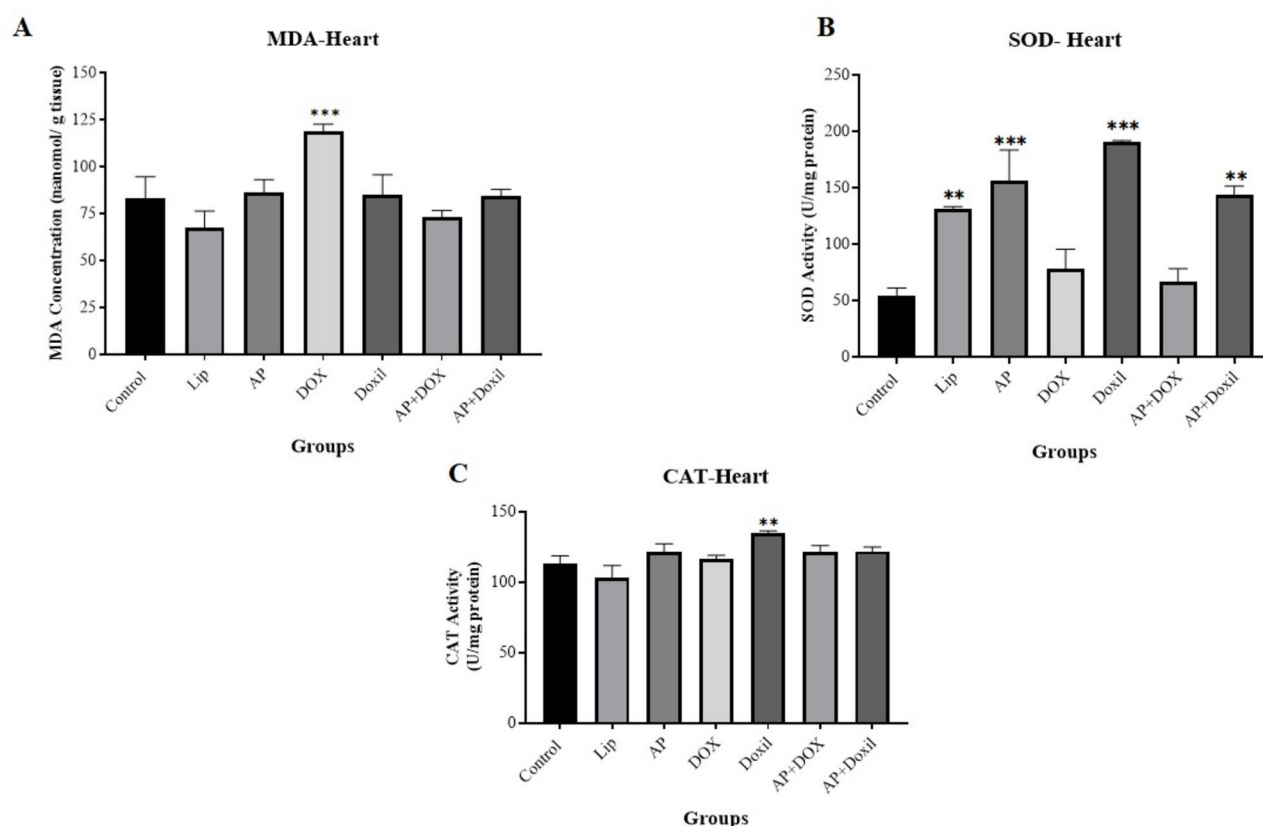 A
MDA-Heart
MDA Concentration (nanomol/ g tissue)
150
125
100
75
50
25
0
***
Control
Lip
AP
DOX
Doxil
AP+DOX
AP+Doxil
Groups
B
SOD- Heart
SOD Activity (U/mg protein)
250
200
150
100
50
0
**
***
***
**
Control
Lip
AP
DOX
Doxil
AP+DOX
AP+Doxil
Groups
C
CAT-Heart
CAT Activity
(U/mg protein)
150
100
50
0
**
Control
Lip
AP
DOX
Doxil
AP+DOX
AP+Doxil
Groups